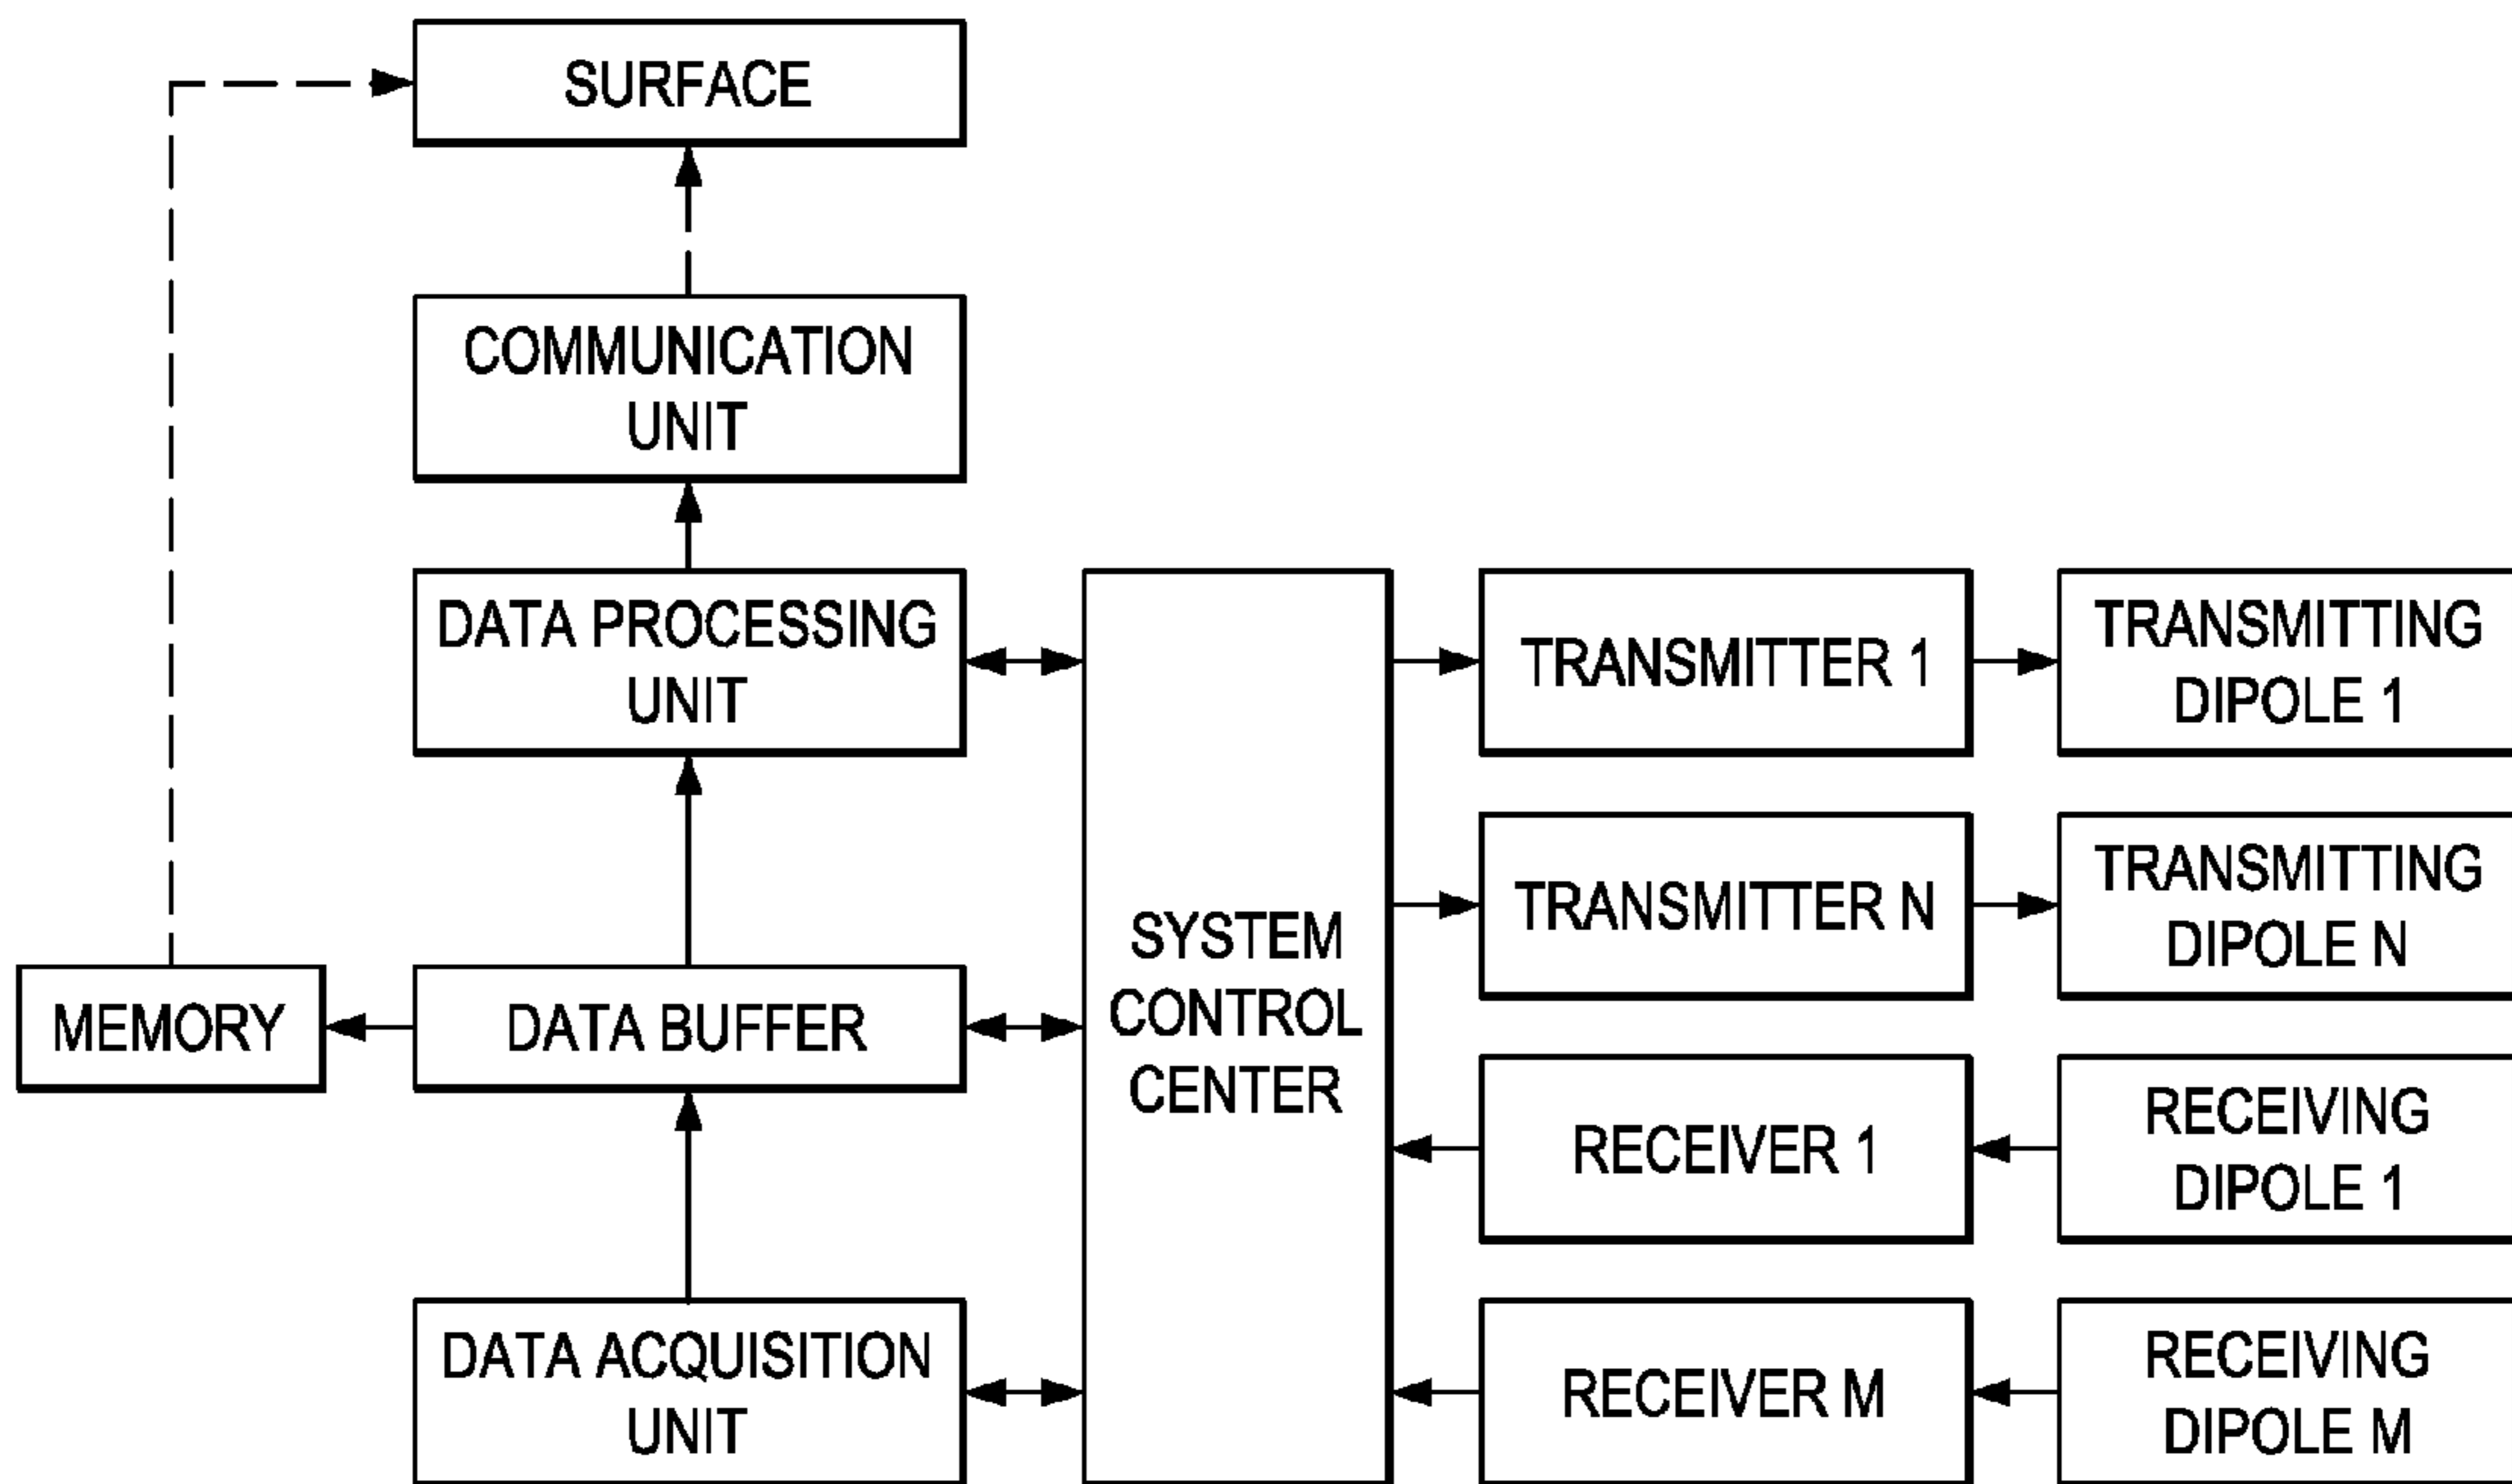 SURFACE
COMMUNICATION
UNIT
DATA PROCESSING
UNIT
TRANSMITTER 1
TRANSMITTING
DIPOLE 1
TRANSMITTER N
TRANSMITTING
DIPOLE N
MEMORY
DATA BUFFER
SYSTEM
CONTROL
CENTER
RECEIVER 1
RECEIVING
DIPOLE 1
DATA ACQUISITION
UNIT
RECEIVER M
RECEIVING
DIPOLE M